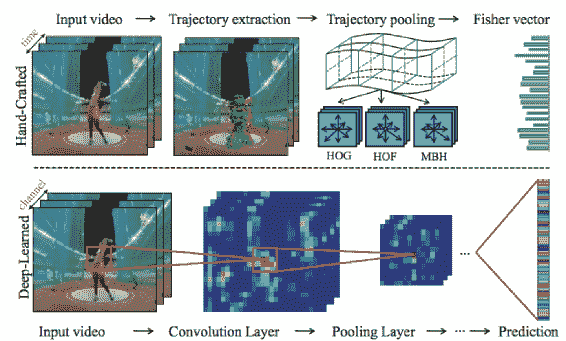 Input video → Trajectory extraction → Trajectory pooling → Fisher vector
time
Hand-Crafted
HOG HOF MBH
channel
Deep-Learned
...
Input video → Convolution Layer → Pooling Layer → ... → Prediction